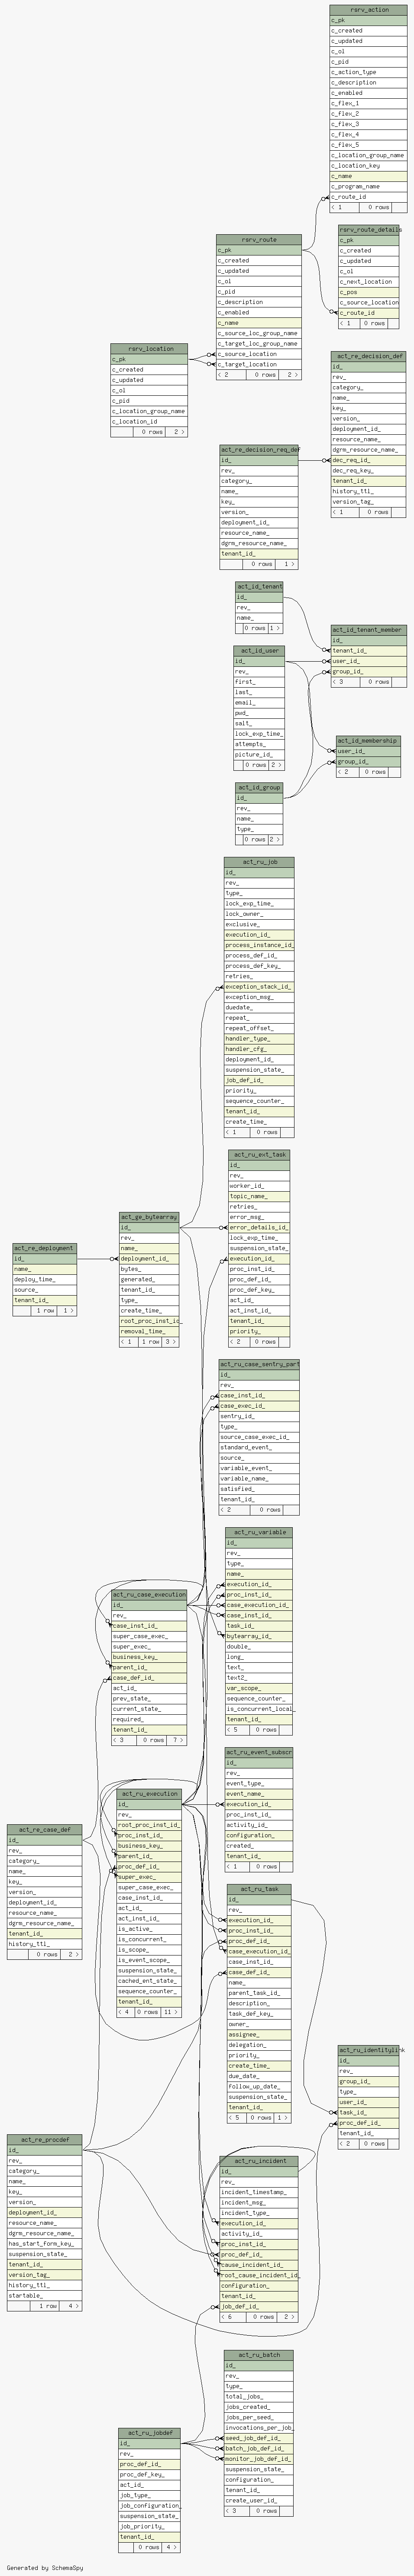 rsrv_action
c_pk
c_created
c_updated
c_ol
c_pid
c_action_type
c_description
c_enabled
c_flex_1
c_flex_2
c_flex_3
c_flex_4
c_flex_5
c_location_group_name
c_location_key
c_name
c_program_name
c_route_id
< 1 0 rows
rsrv_route_details
c_pk
c_created
c_updated
c_ol
c_next_location
c_pos
c_source_location
c_route_id
< 1 0 rows
rsrv_route
c_pk
c_created
c_updated
c_ol
c_pid
c_description
c_enabled
c_name
c_source_loc_group_name
c_target_loc_group_name
c_source_location
c_target_location
< 2 0 rows 2 >
rsrv_location
c_pk
c_created
c_updated
c_ol
c_pid
c_location_group_name
c_location_id
0 rows 2 >
act_re_decision_def
id_
rev_
category_
name_
key_
version_
deployment_id_
resource_name_
dgrm_resource_name_
dec_req_id_
dec_req_key_
tenant_id_
history_ttl_
version_tag_
< 1 0 rows
act_re_decision_req_def
id_
rev_
category_
name_
key_
version_
deployment_id_
resource_name_
dgrm_resource_name_
tenant_id_
0 rows 1 >
act_id_tenant
id_
rev_
name_
0 rows 1 >
act_id_tenant_member
id_
tenant_id_
user_id_
group_id_
< 3 0 rows
act_id_user
id_
rev_
first_
last_
email_
pwd_
salt_
lock_exp_time_
attempts_
picture_id_
0 rows 2 >
act_id_membership
user_id_
group_id_
< 2 0 rows
act_id_group
id_
rev_
name_
type_
0 rows 2 >
act_ru_job
id_
rev_
type_
lock_exp_time_
lock_owner_
exclusive_
execution_id_
process_instance_id_
process_def_id_
process_def_key_
retries_
exception_stack_id_
exception_msg_
duedate_
repeat_
repeat_offset_
handler_type_
handler_cfg_
deployment_id_
suspension_state_
job_def_id_
priority_
sequence_counter_
tenant_id_
create_time_
< 1 0 rows
act_ru_ext_task
id_
rev_
worker_id_
topic_name_
retries_
error_msg_
error_details_id_
lock_exp_time_
suspension_state_
execution_id_
proc_inst_id_
proc_def_id_
proc_def_key_
act_id_
act_inst_id_
tenant_id_
priority_
< 2 0 rows
act_ge_bytearray
id_
rev_
name_
deployment_id_
bytes_
generated_
tenant_id_
type_
create_time_
root_proc_inst_id_
removal_time_
< 1 1 row 3 >
act_re_deployment
id_
name_
deploy_time_
source_
tenant_id_
1 row 1 >
act_ru_case_sentry_part
id_
rev_
case_inst_id_
case_exec_id_
sentry_id_
type_
source_case_exec_id_
standard_event_
source_
variable_event_
variable_name_
satisfied_
tenant_id_
< 2 0 rows
act_ru_variable
id_
rev_
type_
name_
execution_id_
proc_inst_id_
case_execution_id_
case_inst_id_
task_id_
bytearray_id_
double_
long_
text_
text2_
var_scope_
sequence_counter_
is_concurrent_local_
tenant_id_
< 5 0 rows
act_ru_case_execution
id_
rev_
case_inst_id_
super_case_exec_
super_exec_
business_key_
parent_id_
case_def_id_
act_id_
prev_state_
current_state_
required_
tenant_id_
< 3 0 rows 7 >
act_ru_event_subscr
id_
rev_
event_type_
event_name_
execution_id_
proc_inst_id_
activity_id_
configuration_
created_
tenant_id_
< 1 0 rows
act_ru_execution
id_
rev_
root_proc_inst_id_
proc_inst_id_
business_key_
parent_id_
proc_def_id_
super_exec_
super_case_exec_
case_inst_id_
act_id_
act_inst_id_
is_active_
is_concurrent_
is_scope_
is_event_scope_
suspension_state_
cached_ent_state_
sequence_counter_
tenant_id_
< 4 0 rows 11 >
act_re_case_def
id_
rev_
category_
name_
key_
version_
deployment_id_
resource_name_
dgrm_resource_name_
tenant_id_
history_ttl_
0 rows 2 >
act_ru_task
id_
rev_
execution_id_
proc_inst_id_
proc_def_id_
case_execution_id_
case_inst_id_
case_def_id_
name_
parent_task_id_
description_
task_def_key_
owner_
assignee_
delegation_
priority_
create_time_
due_date_
follow_up_date_
suspension_state_
tenant_id_
< 5 0 rows 1 >
act_ru_identitylink
id_
rev_
group_id_
type_
user_id_
task_id_
proc_def_id_
tenant_id_
< 2 0 rows
act_re_procdef
id_
rev_
category_
name_
key_
version_
deployment_id_
resource_name_
dgrm_resource_name_
has_start_form_key_
suspension_state_
tenant_id_
version_tag_
history_ttl_
startable_
1 row 4 >
act_ru_incident
id_
rev_
incident_timestamp_
incident_msg_
incident_type_
execution_id_
activity_id_
proc_inst_id_
proc_def_id_
cause_incident_id_
root_cause_incident_id_
configuration_
tenant_id_
job_def_id_
< 6 0 rows 2 >
act_ru_batch
id_
rev_
type_
total_jobs_
jobs_created_
jobs_per_seed_
invocations_per_job_
seed_job_def_id_
batch_job_def_id_
monitor_job_def_id_
suspension_state_
configuration_
tenant_id_
create_user_id_
< 3 0 rows
act_ru_jobdef
id_
rev_
proc_def_id_
proc_def_key_
act_id_
job_type_
job_configuration_
suspension_state_
job_priority_
tenant_id_
0 rows 4 >
Generated by SchemaSpy